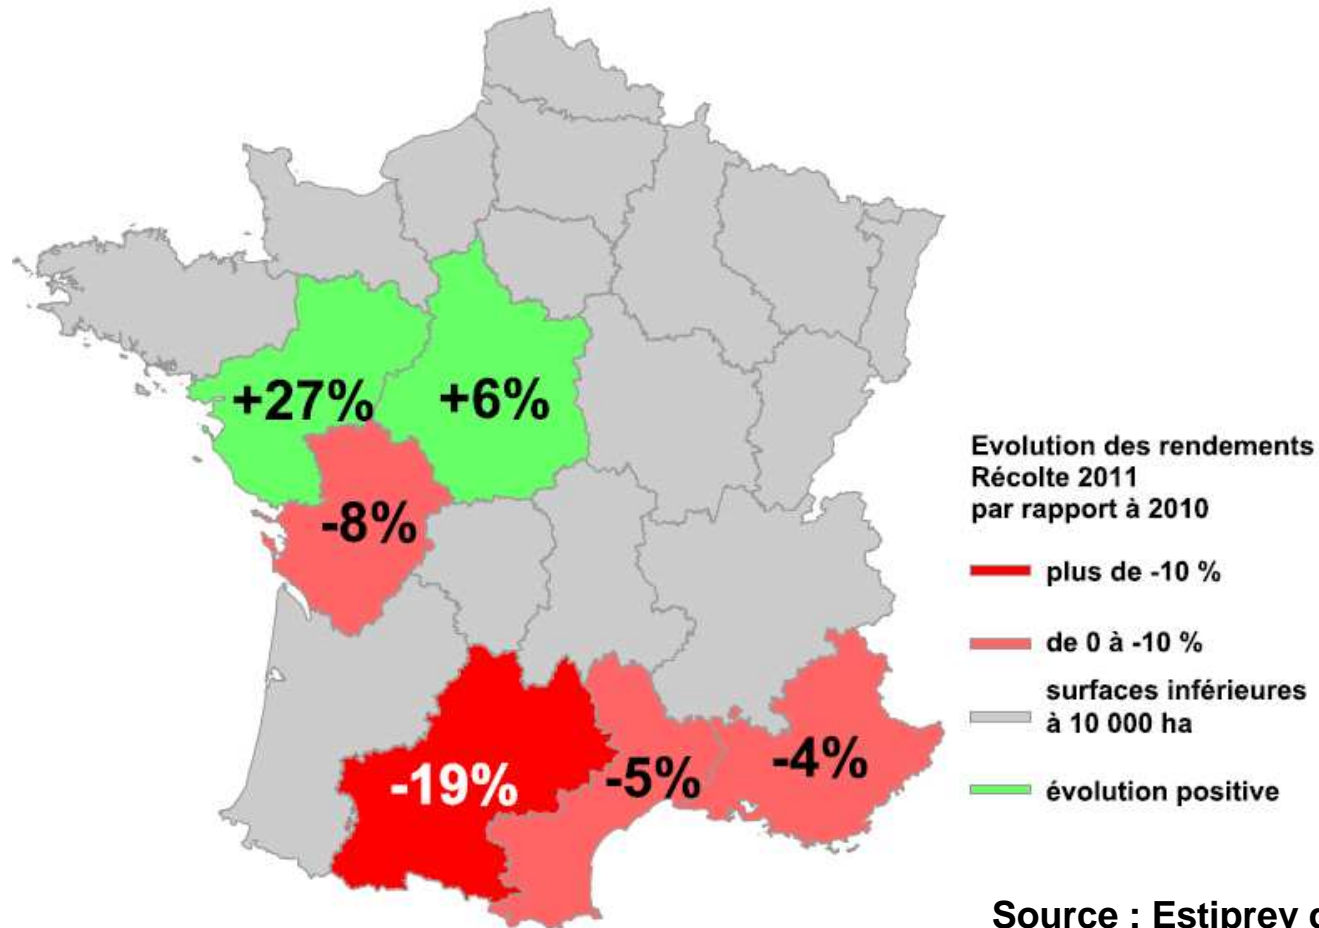 +27%
+6%
-8%
-19%
-5%
-4%
Evolution des rendements
Récolte 2011
par rapport à 2010
plus de -10 %
de 0 à -10 %
surfaces inférieures
à 10 000 ha
évolution positive
Source : Estiprev